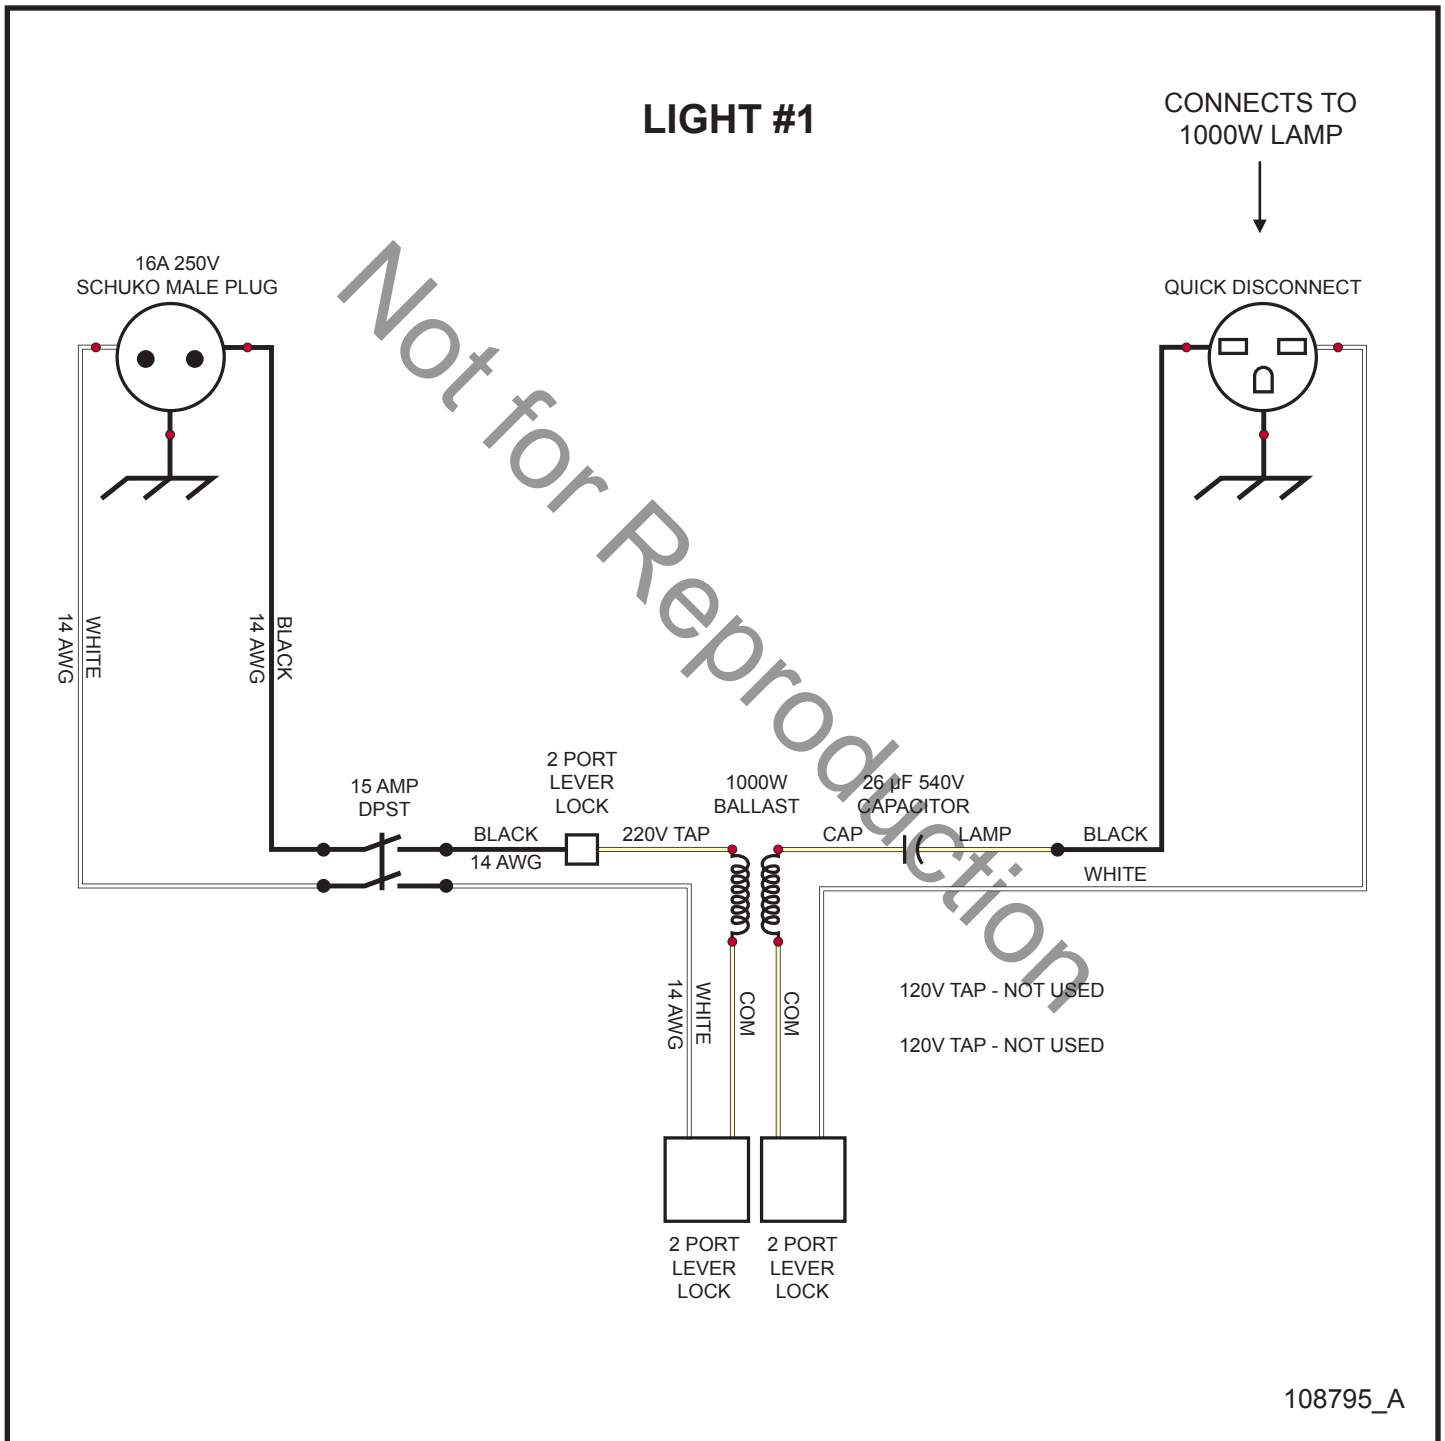 LIGHT #1
CONNECTS TO
1000W LAMP
16A 250V
SCHUKO MALE PLUG
QUICK DISCONNECT
Not for Reproduction
WHITE
14 AWG
BLACK
14 AWG
15 AMP
DPST
2 PORT
LEVER
LOCK
1000W
BALLAST
26 µF 540V
CAPACITOR
BLACK
14 AWG
220V TAP
CAP
LAMP
BLACK
WHITE
WHITE
14 AWG
COM
COM
120V TAP - NOT USED
120V TAP - NOT USED
2 PORT
LEVER
LOCK
2 PORT
LEVER
LOCK
108795_A